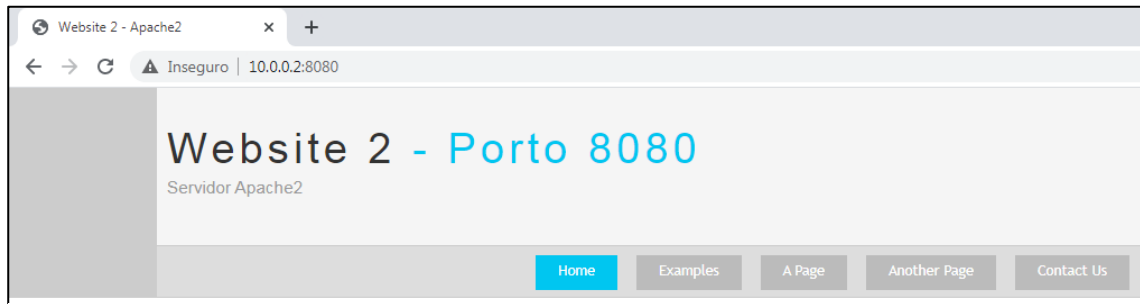 Website 2 - Apache2
Inseguro | 10.0.0.2:8080
Website 2 - Porto 8080
Servidor Apache2
Home Examples A Page Another Page Contact Us